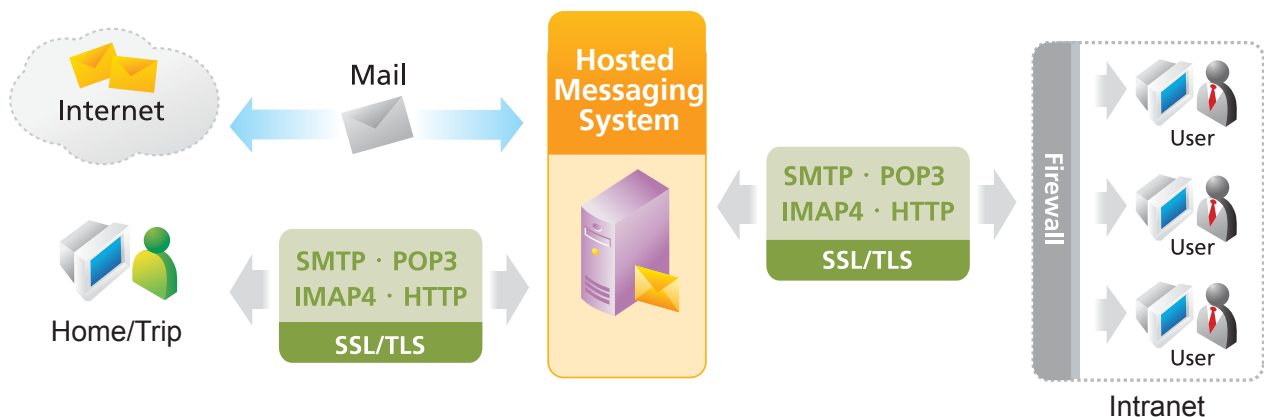 Internet
Mail
Hosted
Messaging
System
Home/Trip
SMTP · POP3
IMAP4 · HTTP
SSL/TLS
SMTP · POP3
IMAP4 · HTTP
SSL/TLS
Firewall
User
User
User
Intranet